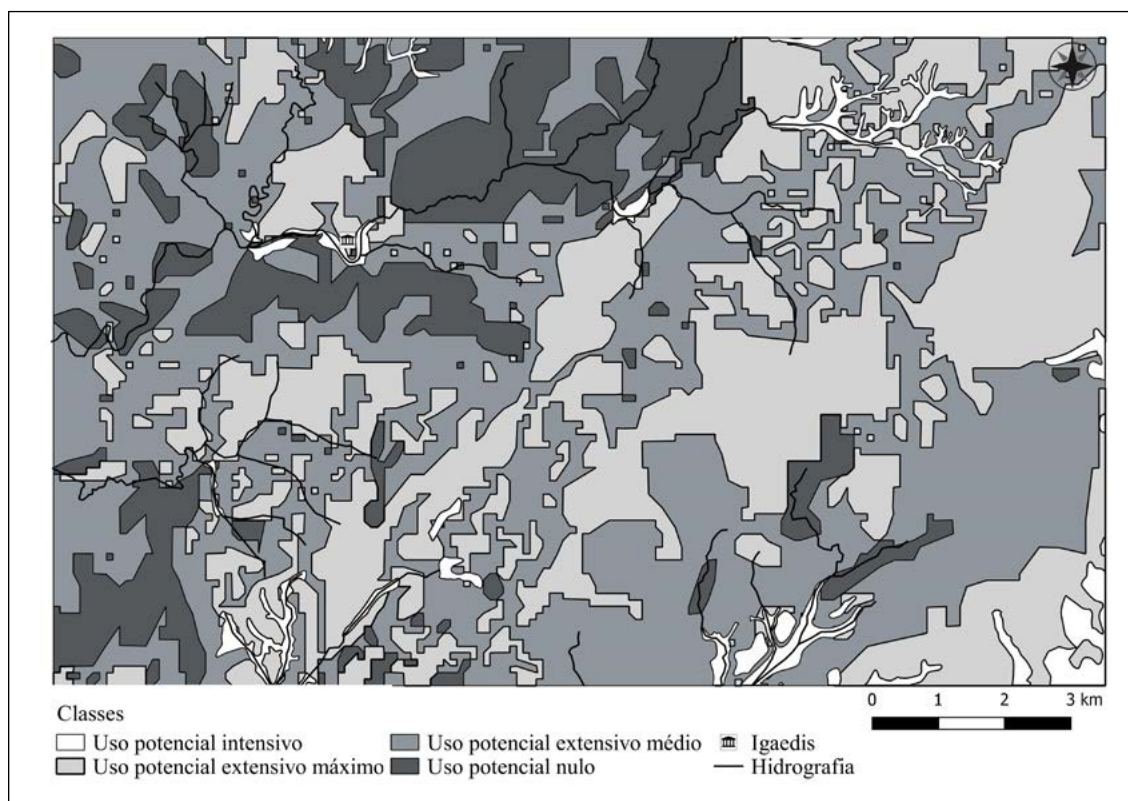 0 1 2 3 km
Classes
Uso potencial intensivo Uso potencial extensivo médio Igaedis
Uso potencial extensivo máximo Uso potencial nulo Hidrografia